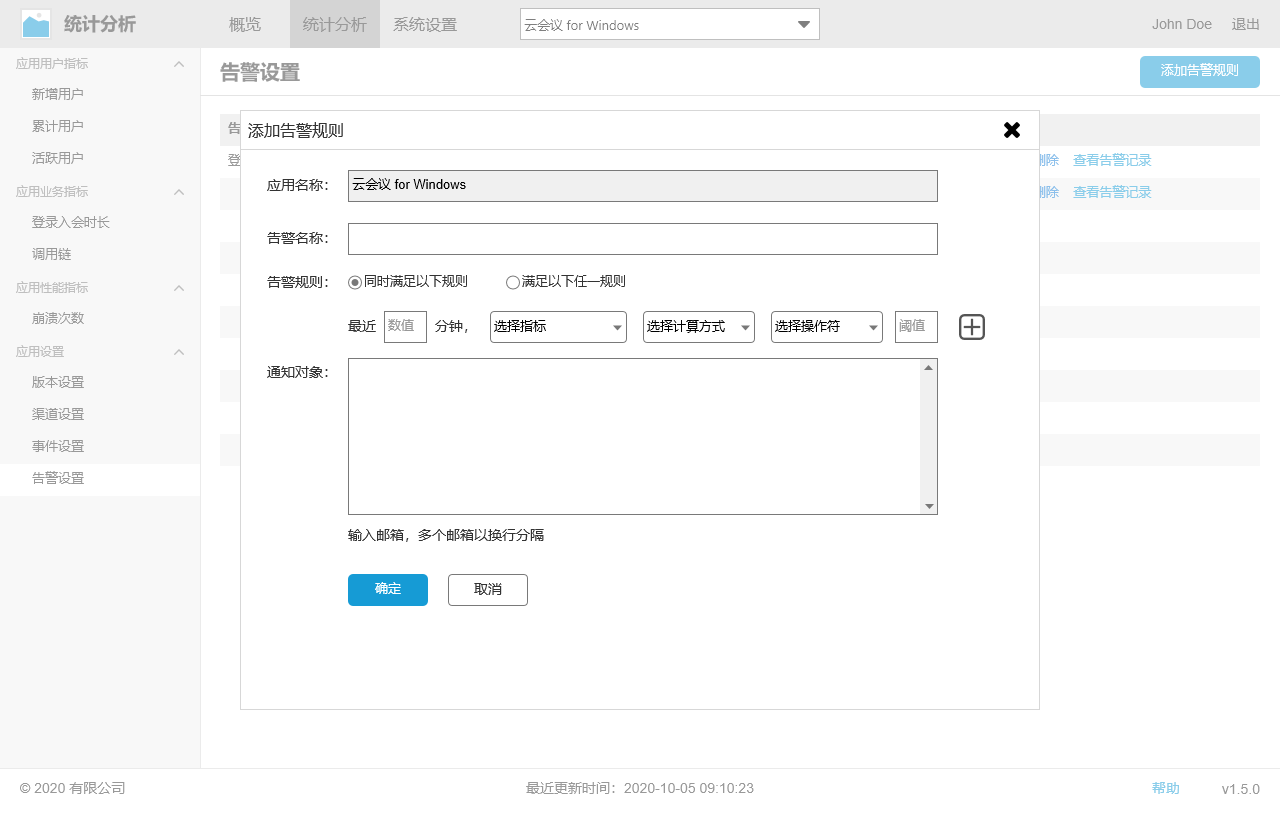 统计分析 概览 统计分析 系统设置 云会议 for Windows John Doe 退出
应用用户指标
新增用户
累计用户
活跃用户
应用业务指标
登录入会时长
调用链
应用性能指标
崩溃次数
应用设置
版本设置
渠道设置
事件设置
告警设置
告警设置 添加告警规则
告
登 删除 查看告警记录
删除 查看告警记录
添加告警规则
应用名称： 云会议 for Windows
告警名称：
告警规则： 同时满足以下规则 满足以下任一规则
最近 数值 分钟， 选择指标 选择计算方式 选择操作符 阈值
通知对象：
输入邮箱，多个邮箱以换行分隔
确定 取消
© 2020 有限公司 最近更新时间：2020-10-05 09:10:23 帮助 v1.5.0